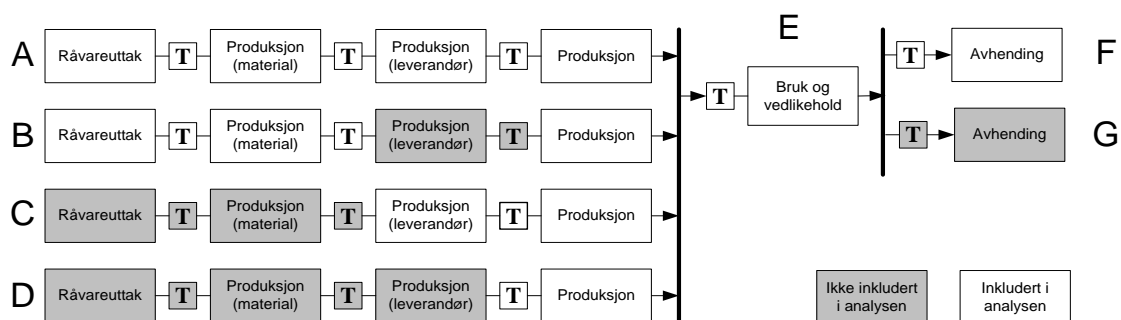 A
Råvareuttak
T
Produksjon
(material)
T
Produksjon
(leverandør)
T
Produksjon
B
Råvareuttak
T
Produksjon
(material)
T
Produksjon
(leverandør)
T
Produksjon
C
Råvareuttak
T
Produksjon
(material)
T
Produksjon
(leverandør)
T
Produksjon
D
Råvareuttak
T
Produksjon
(material)
T
Produksjon
(leverandør)
T
Produksjon
E
T
Bruk og
vedlikehold
T
Avhending
F
T
Avhending
G
Ikke inkludert
i analysen
Inkludert i
analysen